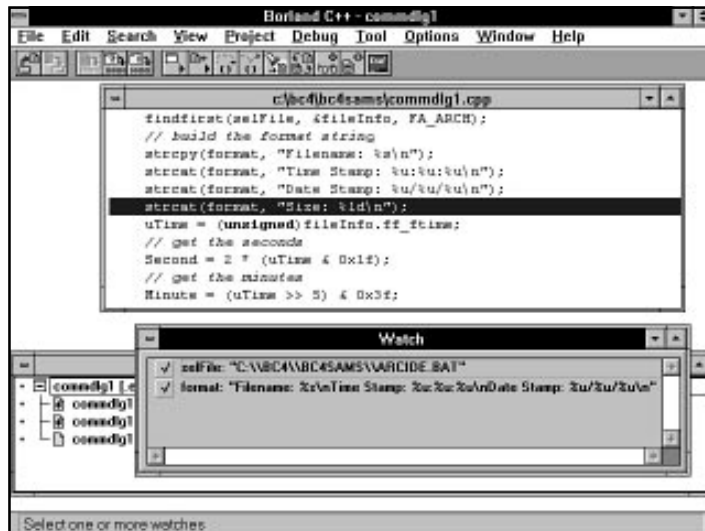 Borland C++ - commdlg1
File Edit Search View Project Debug Tool Options Window Help
c:\bc4\bc4sams\commdlg1.cpp
findfirst(selFile, &fileInfo, FA_ARCH);
// build the format string
strcpy(format, "Filename: %s\n");
strcat(format, "Time Stamp: %u:%u:%u\n");
strcat(format, "Date Stamp: %u/%u/%u\n");
strcat(format, "Size: %ld\n");
uTime = (unsigned)fileInfo.ff_ftime;
// get the seconds
Second = 2 * (uTime & 0x1f);
// get the minutes
Minute = (uTime >> 5) & 0x3f;
Watch
selFile: "C:\\BC4\\BC4SAMS\\ARCIDE.BAT"
format: "Filename: %s\nTime Stamp: %u:%u:%u\nDate Stamp: %u/%u/%u\n"
commdlg1 [.e
commdlg1
commdlg1
commdlg1
Select one or more watches